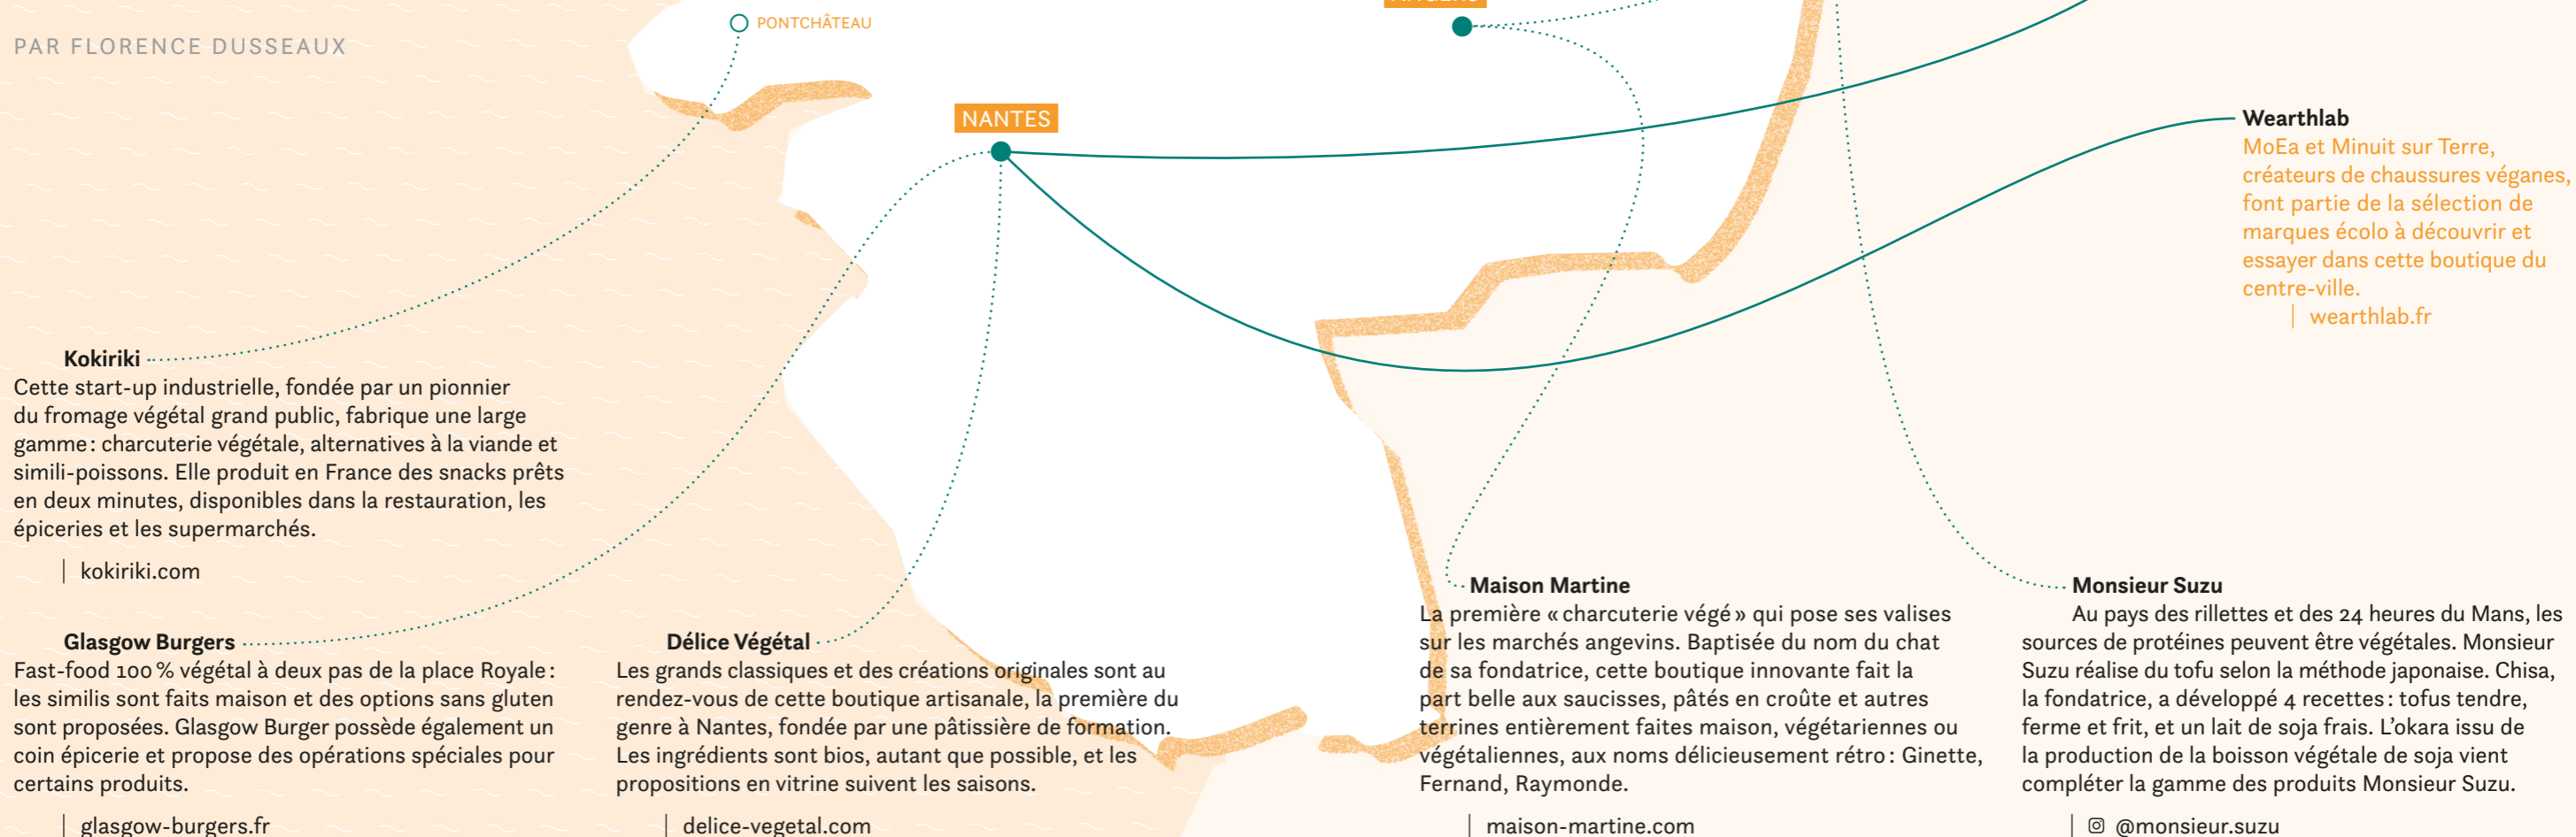 PONTCHÂTEAU
PAR FLORENCE DUSSEAUX
NANTES
Wearthlab
MoEa et Minuit sur Terre,
créateurs de chaussures véganes,
font partie de la sélection de
marques écolo à découvrir et
essayer dans cette boutique du
centre-ville.
wearthlab.fr
Kokiriki
Cette start-up industrielle, fondée par un pionnier
du fromage végétal grand public, fabrique une large
gamme : charcuterie végétale, alternatives à la viande et
simili-poissons. Elle produit en France des snacks prêts
en deux minutes, disponibles dans la restauration, les
épiceries et les supermarchés.
kokiriki.com
Glasgow Burgers
Fast-food 100 % végétal à deux pas de la place Royale :
les similis sont faits maison et des options sans gluten
sont proposées. Glasgow Burger possède également un
coin épicerie et propose des opérations spéciales pour
certains produits.
glasgow-burgers.fr
Délice Végétal
Les grands classiques et des créations originales sont au
rendez-vous de cette boutique artisanale, la première du
genre à Nantes, fondée par une pâtissière de formation.
Les ingrédients sont bios, autant que possible, et les
propositions en vitrine suivent les saisons.
delice-vegetal.com
Maison Martine
La première « charcuterie végé » qui pose ses valises
sur les marchés angevins. Baptisée du nom du chat
de sa fondatrice, cette boutique innovante fait la
part belle aux saucisses, pâtés en croûte et autres
terrines entièrement faites maison, végétariennes ou
végétaliennes, aux noms délicieusement rétro : Ginette,
Fernand, Raymonde.
maison-martine.com
Monsieur Suzu
Au pays des rillettes et des 24 heures du Mans, les
sources de protéines peuvent être végétales. Monsieur
Suzu réalise du tofu selon la méthode japonaise. Chisa,
la fondatrice, a développé 4 recettes : tofus tendre,
ferme et frit, et un lait de soja frais. L'okara issu de
la production de la boisson végétale de soja vient
compléter la gamme des produits Monsieur Suzu.
@monsieur.suzu